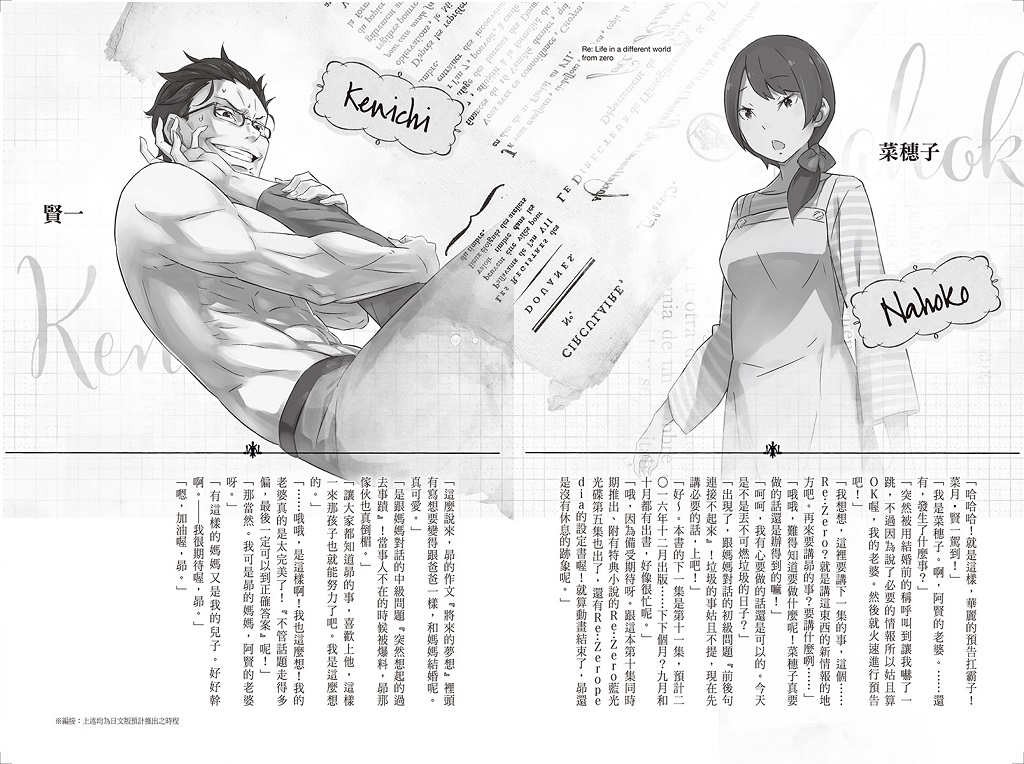 Re: Life in a different world
from zero
菜穗子
Nahoko
「哈哈哈！就是這樣，華麗的預告扛霸子！
菜月‧賢一駕到！」
「我是菜穗子。啊，阿賢的老婆。……還
有，發生了什麼事？」
「突然被用結婚前的稱呼叫到讓我嚇了一
跳，不過因為說了必要的情報所以姑且算
OK喔，我的老婆。然後就火速進行預告
吧！」
「我想想，這裡要講下一集的事，這個……
Re:Zero？就是講這東西的新情報的地
方吧。再來要講昴的事？要講什麼咧……」
「哦哦，難得知道要做什麼呢！菜穗子真要
做的話還是辦得到的嘛！」
「呵呵，我有心要做的話還是可以的。今天
是不是丟不可燃垃圾的日子？」
「出現了，跟媽媽對話的初級問題『前後句
連接不起來』！垃圾的事姑且不提，現在先
講必要的話，上吧！」
「好～。本書的下一集是第十一集，預計二
〇一六年十二月出版……下下個月？九月和
十月都有出書，好像很忙呢。」
「哦，因為備受期待呀。跟這本第十集同時
期推出、附有特典小說的Re:Zero藍光
光碟第五集也出了，還有Re:Zerope
dia的設定書喔！就算動畫結束了，昴還
是沒有休息的跡象呢。」
賢一
Kenichi
「這麼說來，昴的作文『將來的夢想』裡頭
有寫想要變得跟爸爸一樣，和媽媽結婚呢。
真可愛。」
「是跟媽媽對話的中級問題『突然想起的過
去事蹟』！當事人不在的時候被爆料，昴那
傢伙也真倒楣。」
「讓大家都知道昴的事，喜歡上他，這樣
一來那孩子也就能努力了吧。我是這麼想
的。」
「……哦哦，是這樣啊！我也這麼想！我的
老婆真的是太完美了！『不管話題走得多
偏，最後一定可以到正確答案』呢！」
「那當然。我可是昴的媽媽，阿賢的老婆
呀。」
「有這樣的媽媽又是我的兒子。好好幹
啊。——我很期待喔，昴。」
「嗯，加油喔，昴。」
※編按：上述均為日文版預計推出之時程